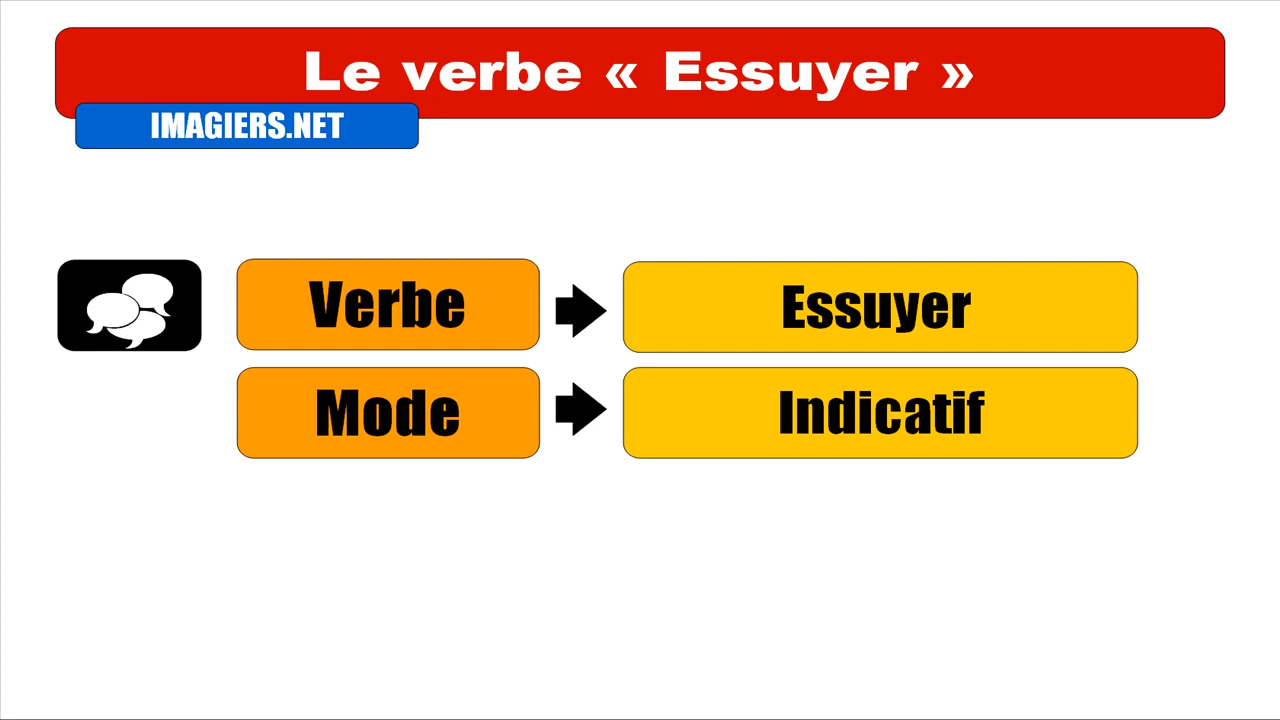 Le verbe « Essuyer »
IMAGIERS.NET
Verbe
Essuyer
Mode
Indicatif